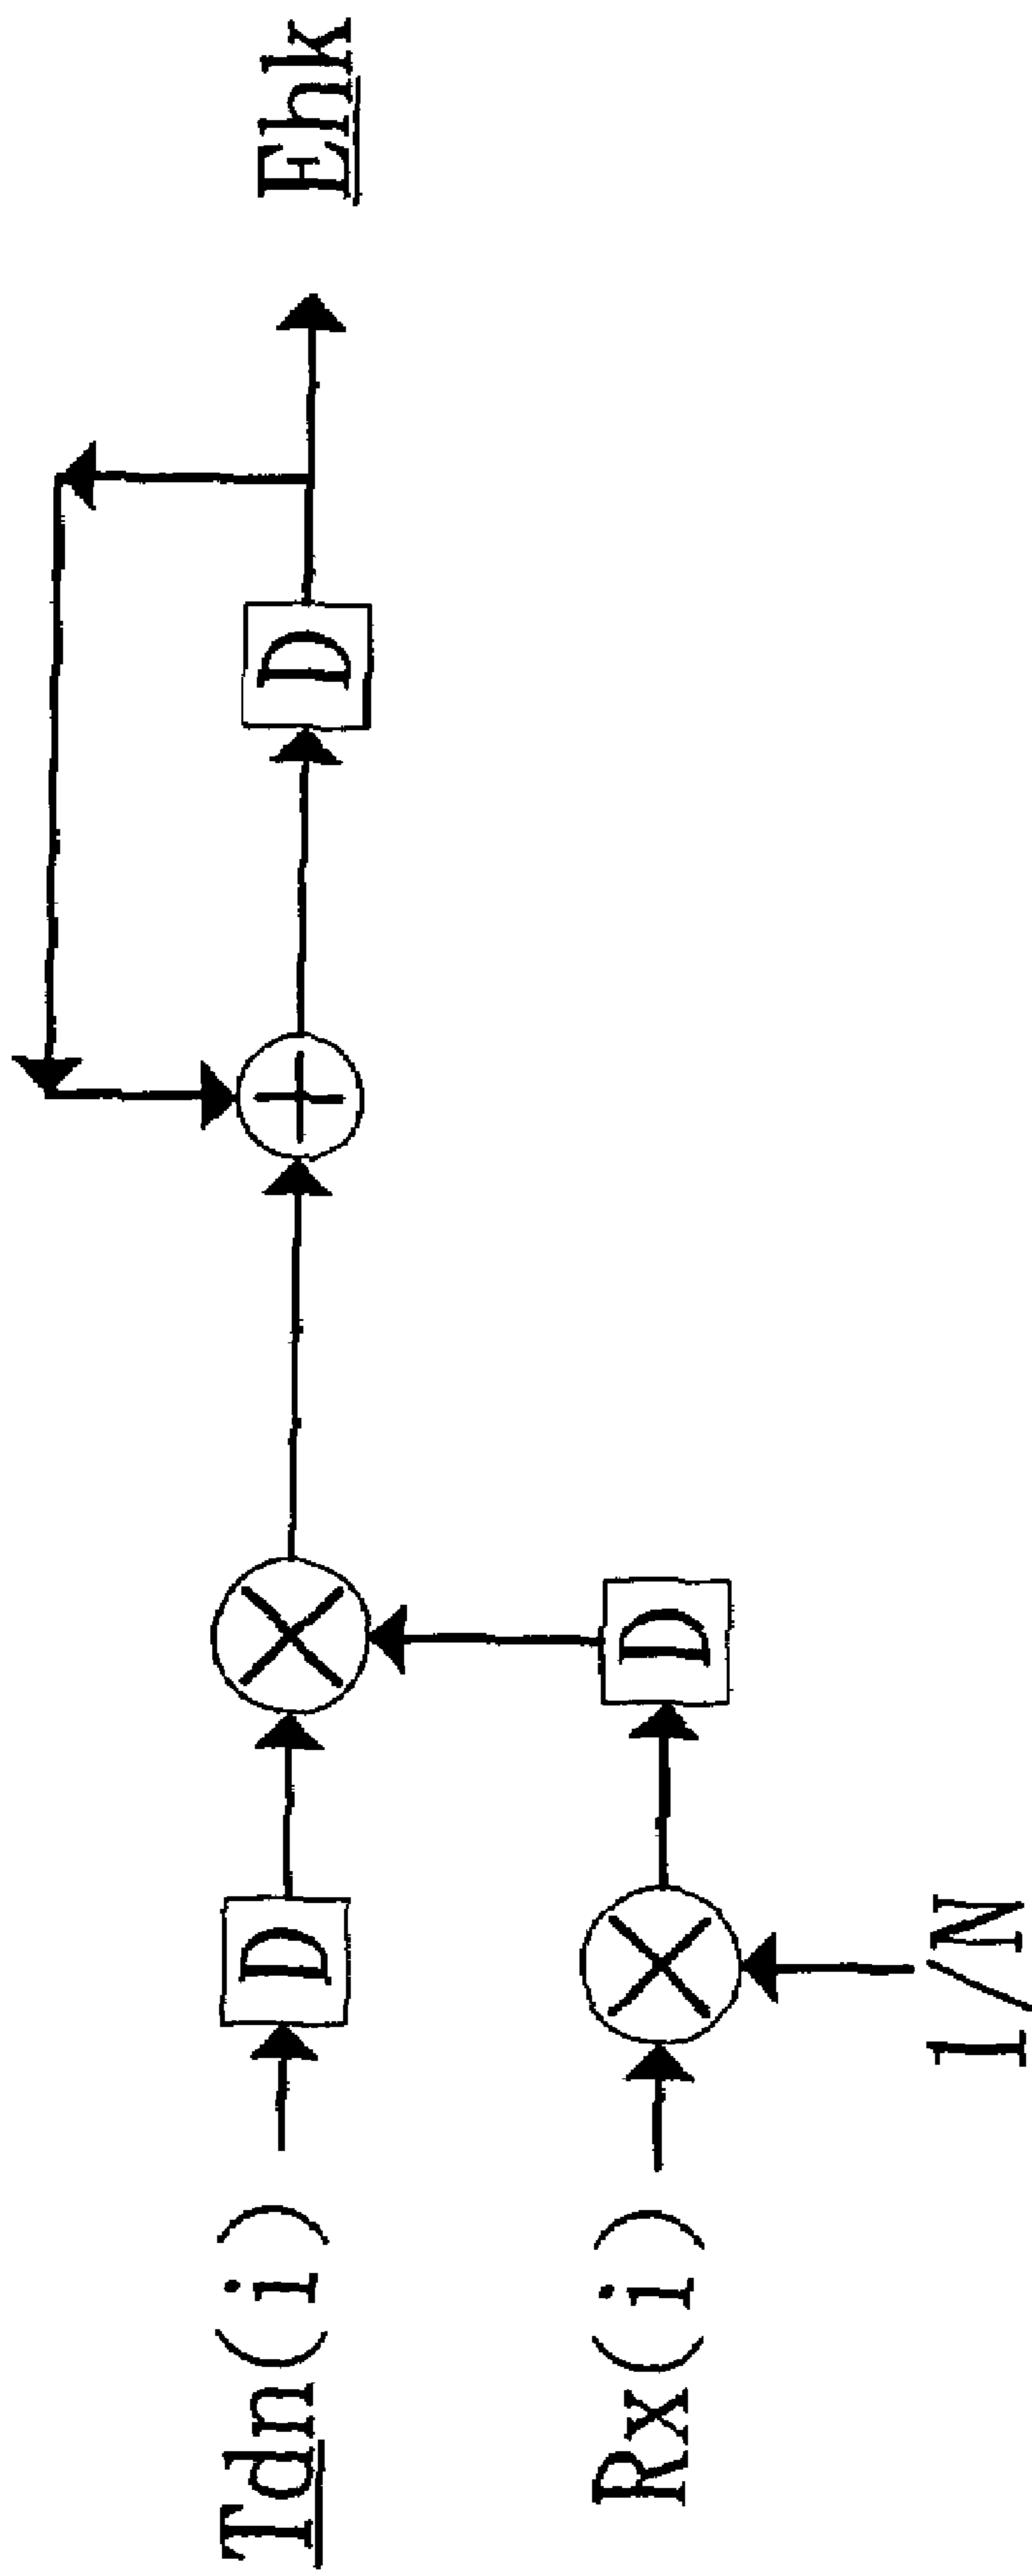 Tdn(i)
D
D
Ehk
Rx(i)
D
1/N